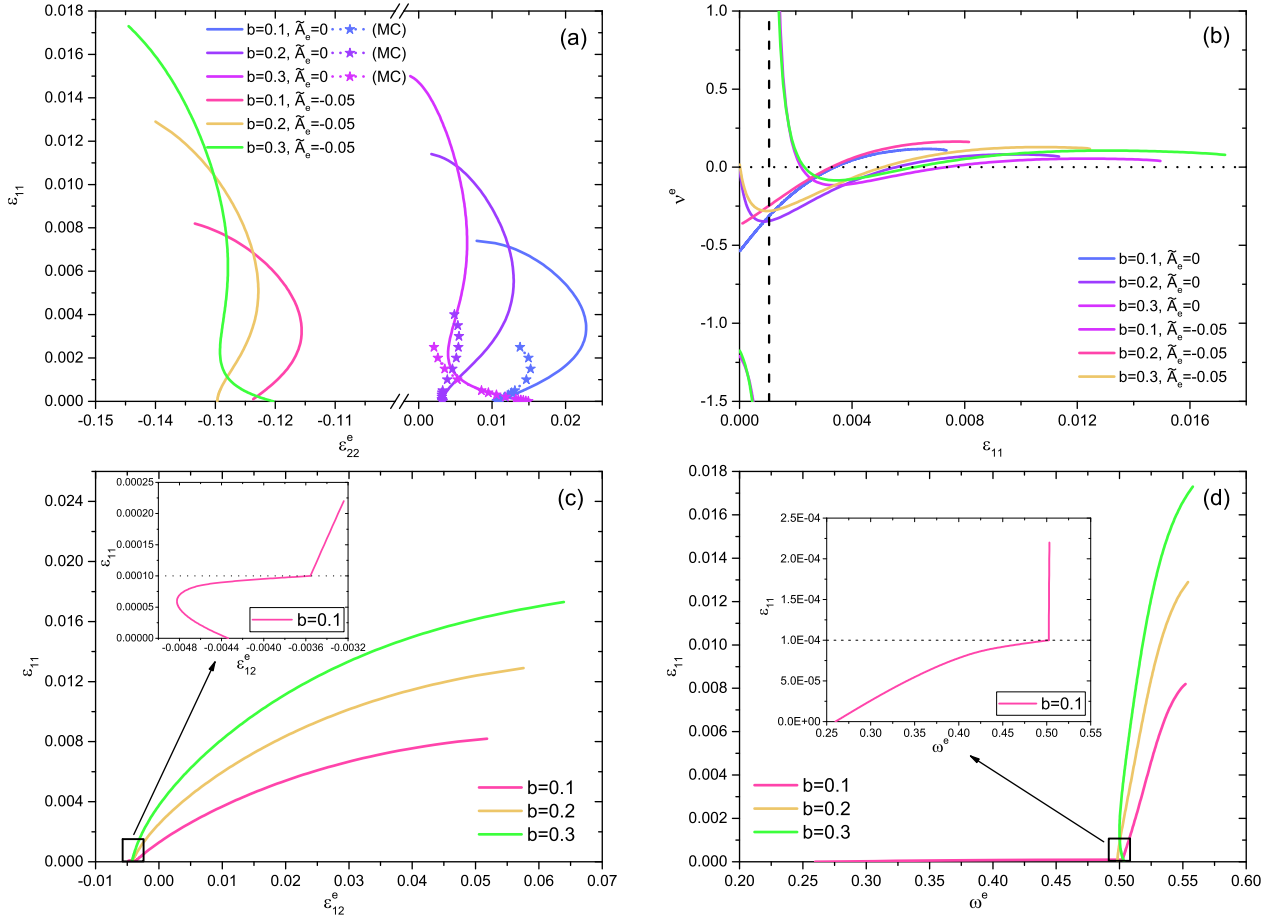 (a)
b=0.1, Ã_e=0 (MC)
b=0.2, Ã_e=0 (MC)
b=0.3, Ã_e=0 (MC)
b=0.1, Ã_e=-0.05
b=0.2, Ã_e=-0.05
b=0.3, Ã_e=-0.05
0.018
0.016
0.014
0.012
0.010
0.008
0.006
0.004
0.002
0.000
ε_11
-0.15 -0.14 -0.13 -0.12 -0.11 0.00 0.01 0.02
ε_22^e
(b)
1.0
0.5
0.0
-0.5
-1.0
-1.5
ν^e
b=0.1, Ã_e=0
b=0.2, Ã_e=0
b=0.3, Ã_e=0
b=0.1, Ã_e=-0.05
b=0.2, Ã_e=-0.05
b=0.3, Ã_e=-0.05
0.000 0.004 0.008 0.012 0.016
ε_11
(c)
0.024
0.020
0.016
0.012
0.008
0.004
0.000
ε_11
0.00025
0.00020
0.00015
0.00010
0.00005
0.00000
ε_11
b=0.1
-0.0048 -0.0044 -0.0040 -0.0036 -0.0032
ε_12^e
b=0.1
b=0.2
b=0.3
-0.01 0.00 0.01 0.02 0.03 0.04 0.05 0.06 0.07
ε_12^e
(d)
0.018
0.016
0.014
0.012
0.010
0.008
0.006
0.004
0.002
0.000
ε_11
2.5E-04
2.0E-04
1.5E-04
1.0E-04
5.0E-05
0.0E+00
ε_11
b=0.1
0.25 0.30 0.35 0.40 0.45 0.50 0.55
ω^e
b=0.1
b=0.2
b=0.3
0.20 0.25 0.30 0.35 0.40 0.45 0.50 0.55 0.60
ω^e